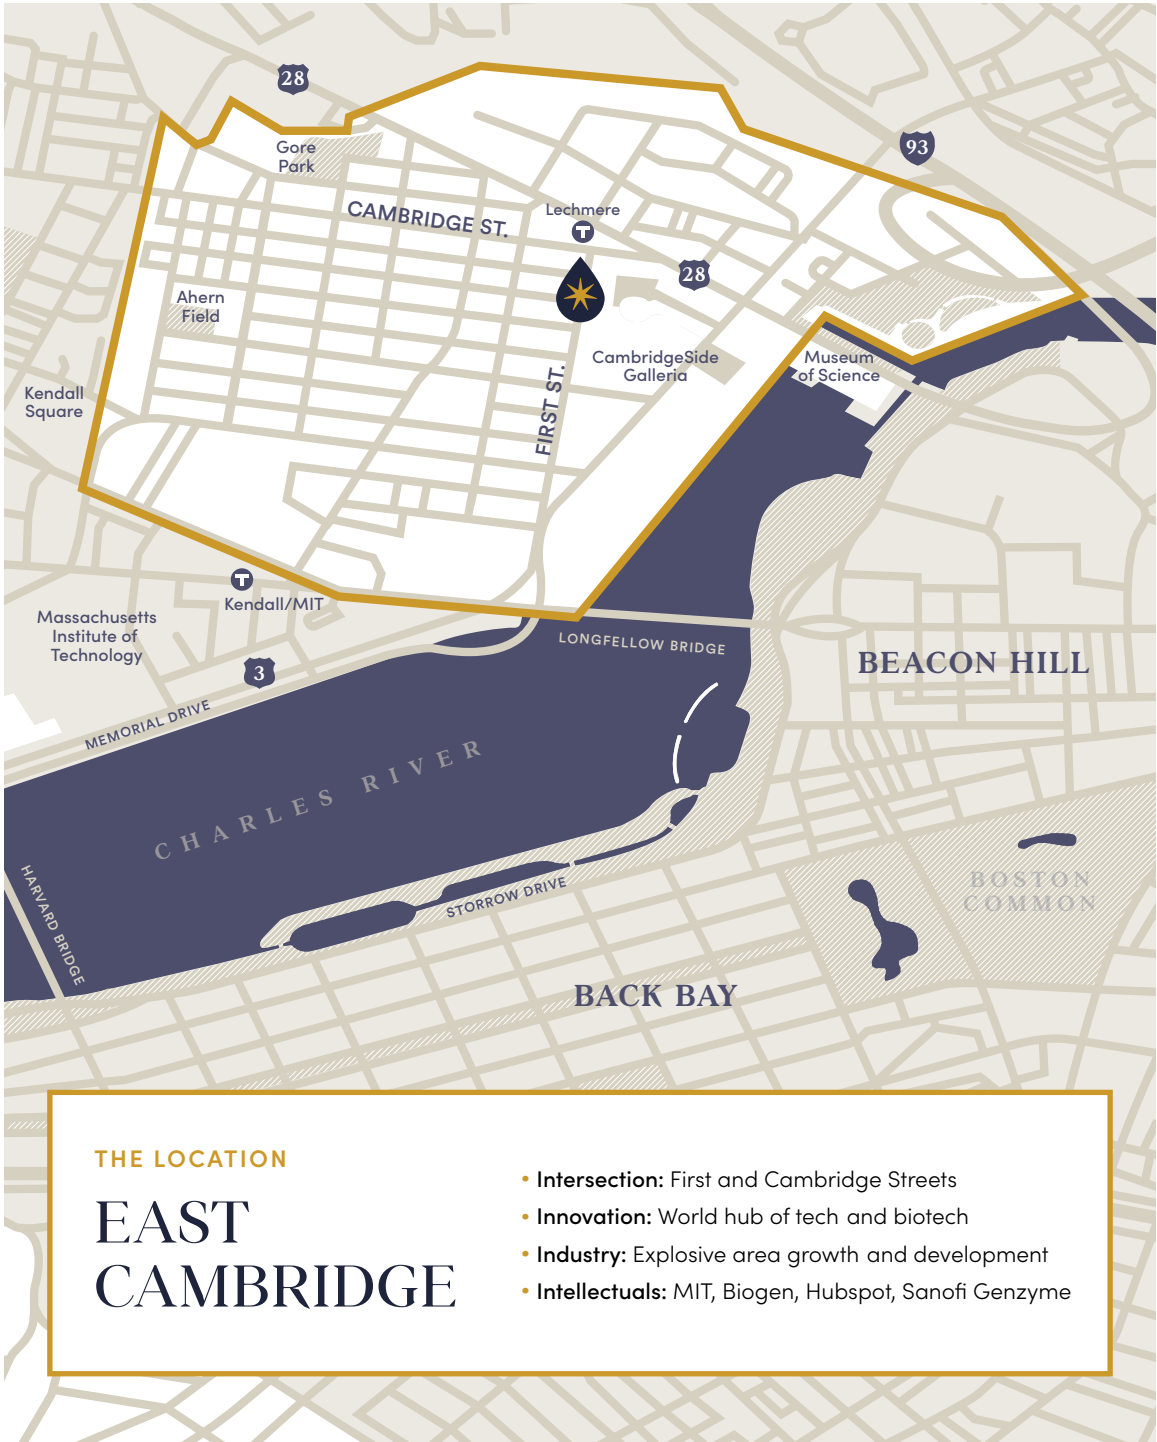 28
93
Gore
Park
CAMBRIDGE ST.
Lechmere
T
28
Ahern
Field
CambridgeSide
Galleria
Museum
of Science
FIRST ST.
Kendall
Square
T
Kendall/MIT
Massachusetts
Institute of
Technology
LONGFELLOW BRIDGE
BEACON HILL
3
MEMORIAL DRIVE
CHARLES RIVER
HARVARD BRIDGE
STORROW DRIVE
BOSTON
COMMON
BACK BAY
THE LOCATION
EAST
CAMBRIDGE
• Intersection: First and Cambridge Streets
• Innovation: World hub of tech and biotech
• Industry: Explosive area growth and development
• Intellectuals: MIT, Biogen, Hubspot, Sanofi Genzyme